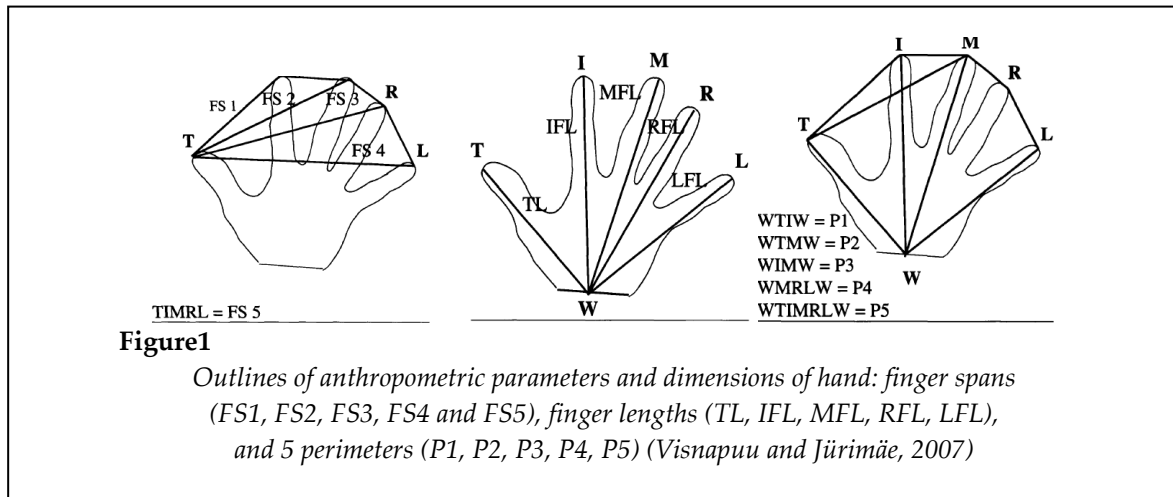 T
FS 1
FS 2
FS 3
R
FS 4
L
TIMRL = FS 5
I
M
MFL
R
IFL
RFL
T
LFL
L
TL
W
I
M
R
T
L
WTIW = P1
WTMW = P2
WIMW = P3
WMRLW = P4
WTIMRLW = P5
W
Figure1
Outlines of anthropometric parameters and dimensions of hand: finger spans
(FS1, FS2, FS3, FS4 and FS5), finger lengths (TL, IFL, MFL, RFL, LFL),
and 5 perimeters (P1, P2, P3, P4, P5) (Visnapuu and Jürimäe, 2007)